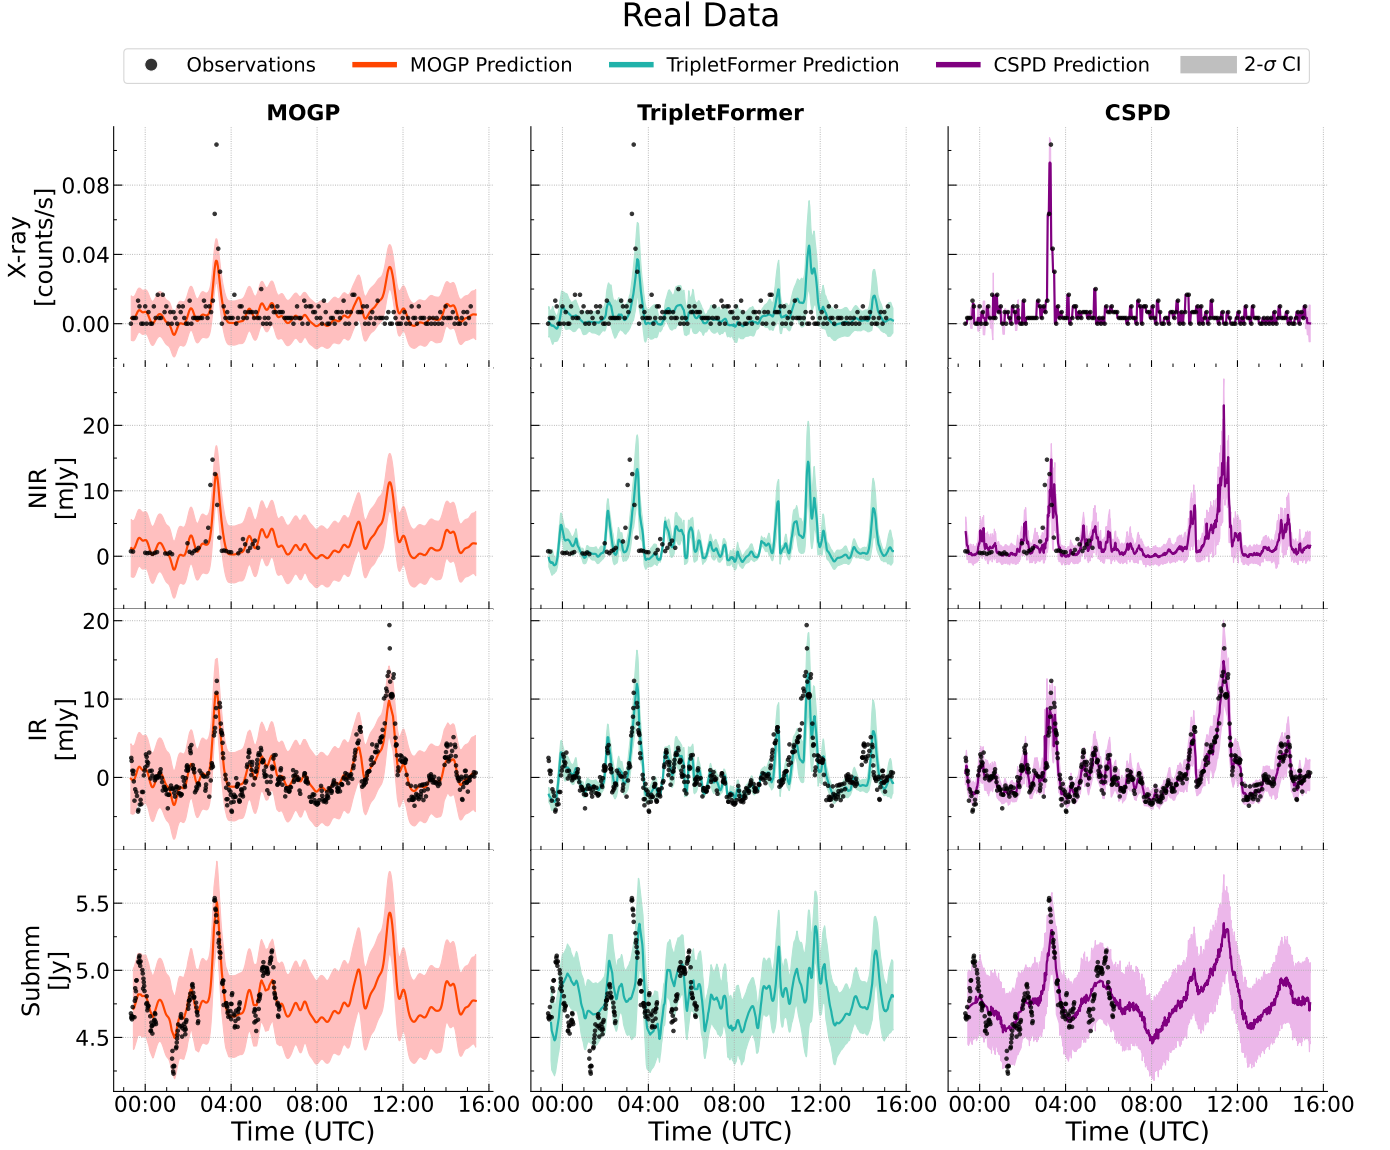 Real Data
Observations MOGP Prediction TripletFormer Prediction CSPD Prediction 2-σ CI
MOGP TripletFormer CSPD
X-ray
[counts/s]
0.08
0.04
0.00
NIR
[mJy]
20
10
0
IR
[mJy]
20
10
0
Submm
[Jy]
5.5
5.0
4.5
00:00 04:00 08:00 12:00 16:00 00:00 04:00 08:00 12:00 16:00 00:00 04:00 08:00 12:00 16:00
Time (UTC) Time (UTC) Time (UTC)